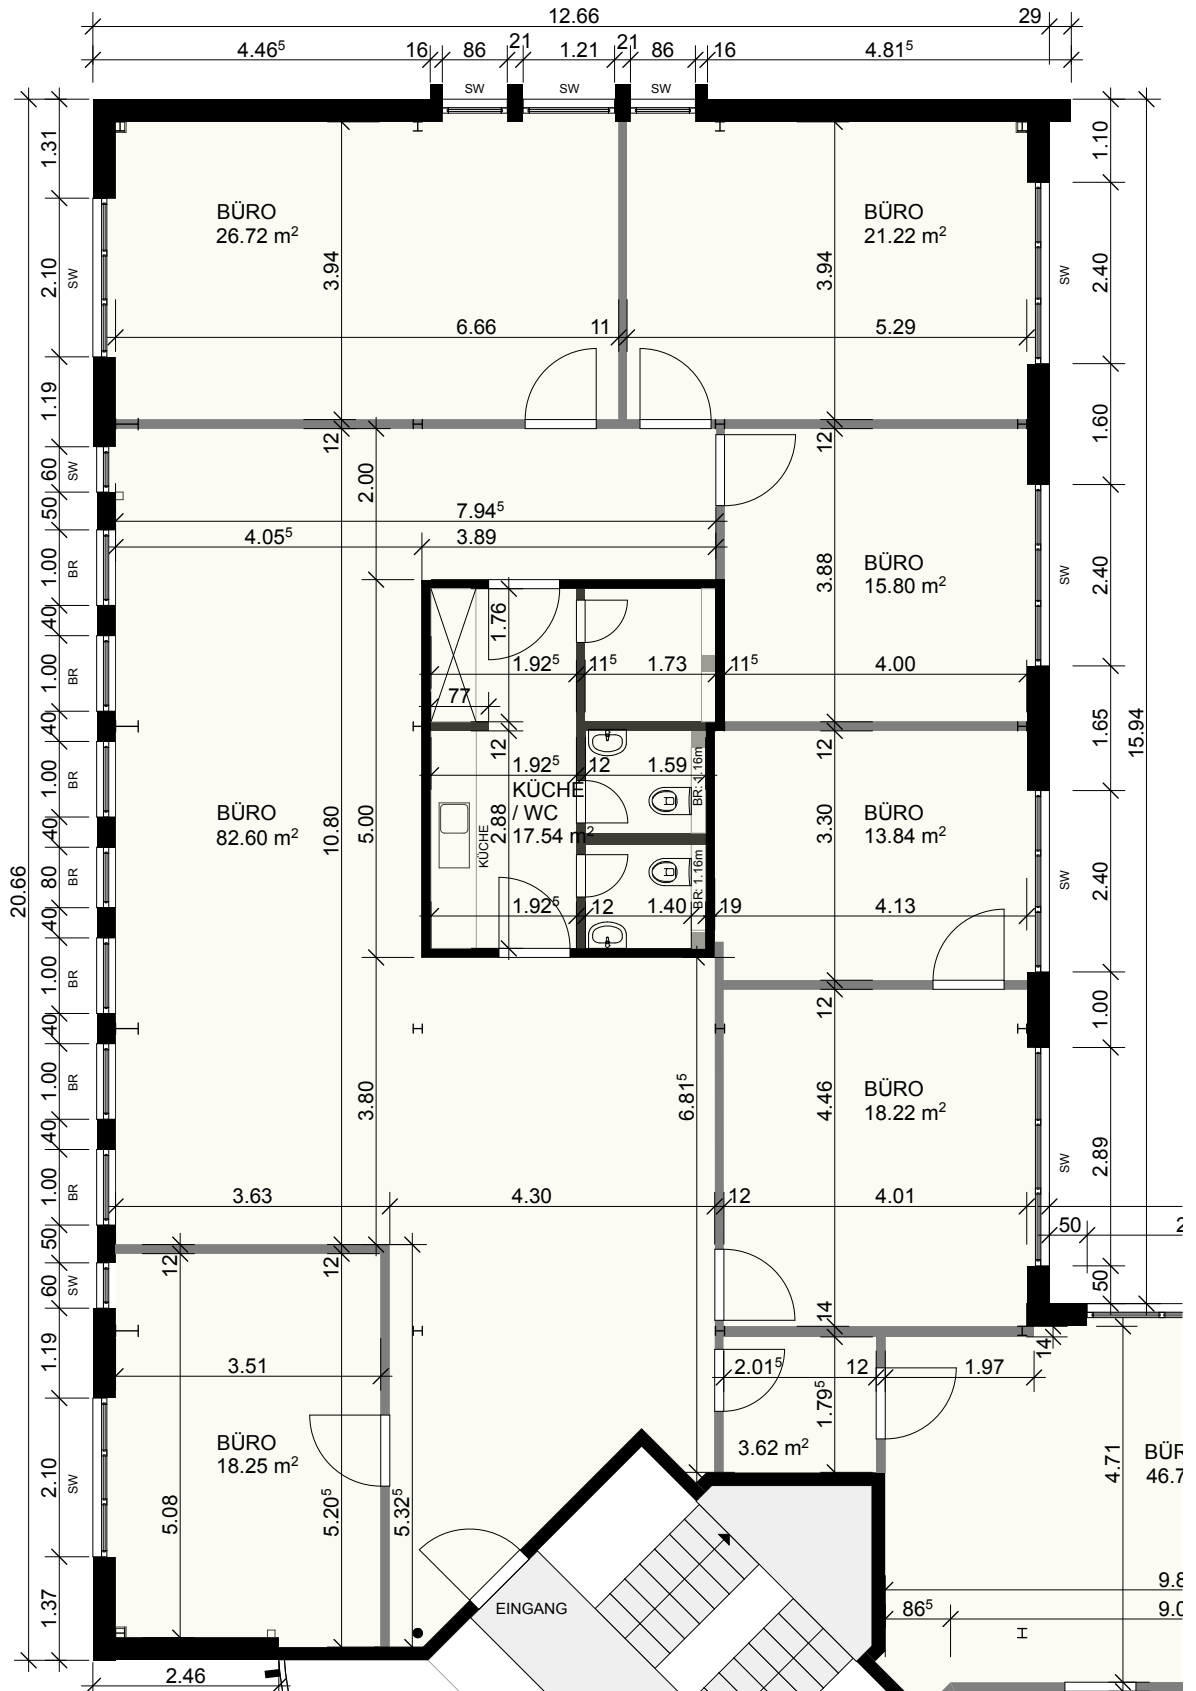 12.66
29
4.46⁵
16
86
21
1.21
21
86
16
4.81⁵
SW
SW
SW
1.31
2.10
SW
1.19
60
SW
50
1.00
BR
40
1.00
BR
40
1.00
BR
40
80
BR
40
1.00
BR
40
1.00
BR
40
1.00
BR
50
60
SW
1.19
2.10
SW
1.37
20.66
1.10
2.40
SW
1.60
2.40
SW
1.65
15.94
2.40
SW
1.00
2.89
SW
50
50
2
BÜRO
26.72 m²
3.94
6.66
11
BÜRO
21.22 m²
3.94
5.29
12
2.00
12
7.94⁵
4.05⁵
3.89
BÜRO
15.80 m²
3.88
4.00
1.76
1.92⁵
11⁵
1.73
11⁵
77
12
12
1.92⁵
12
1.59
BR: 1.16m
KÜCHE
/ WC
17.54 m²
2.88
KÜCHE
BR: 1.16m
1.92⁵
12
1.40
19
4.13
BÜRO
82.60 m²
10.80
5.00
BÜRO
13.84 m²
3.30
12
BÜRO
18.22 m²
4.46
3.80
6.81⁵
3.63
4.30
12
4.01
12
12
14
14
3.51
2.01⁵
12
1.97
1.79⁵
3.62 m²
BÜRO
18.25 m²
5.08
5.20⁵
5.32⁵
4.71
BÜR
46.7
EINGANG
9.8
86⁵
9.0
2.46